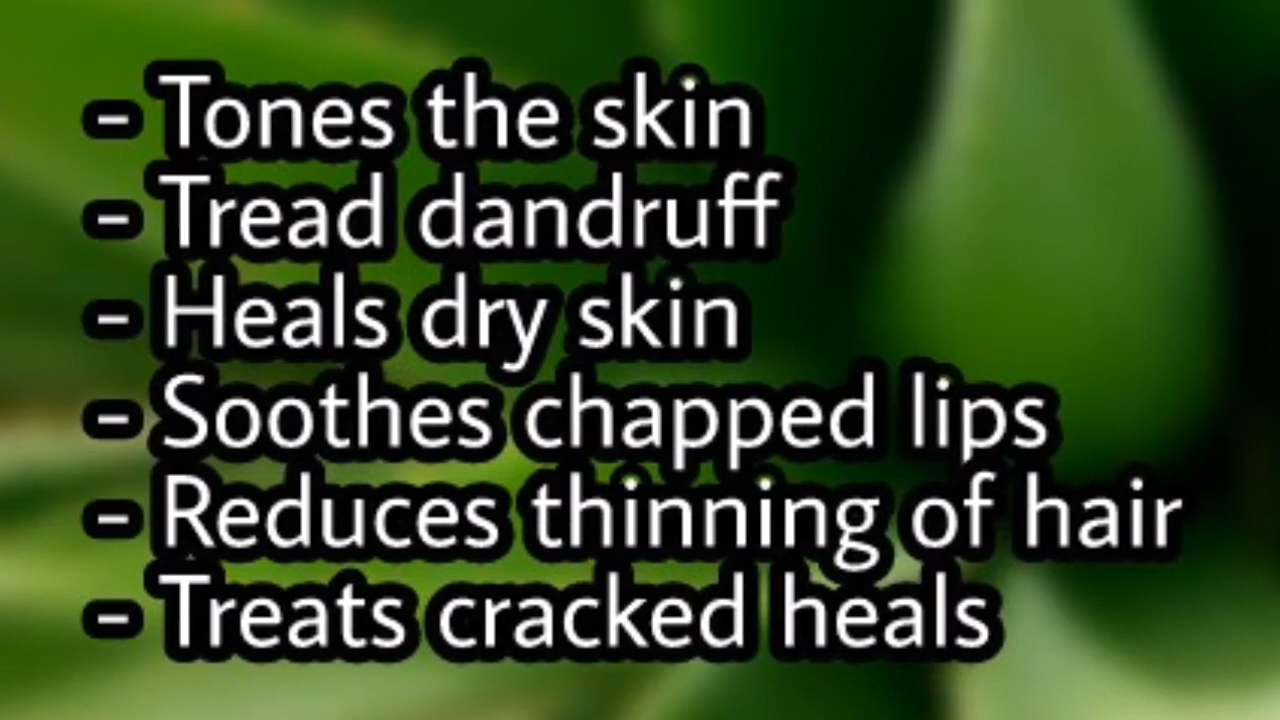 - Tones the skin
- Tread dandruff
- Heals dry skin
- Soothes chapped lips
- Reduces thinning of hair
- Treats cracked heals